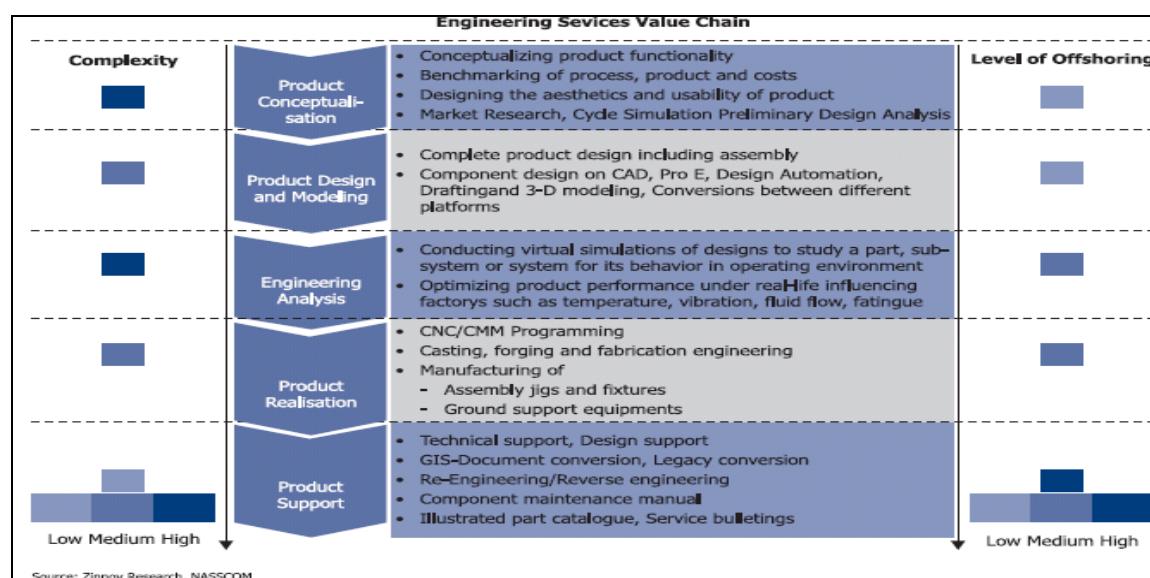 Engineering Sevices Value Chain
Complexity
Level of Offshoring
Product
Conceptuali-
sation
• Conceptualizing product functionality
• Benchmarking of process, product and costs
• Designing the aesthetics and usability of product
• Market Research, Cycle Simulation Preliminary Design Analysis
Product Design
and Modeling
• Complete product design including assembly
• Component design on CAD, Pro E, Design Automation,
Draftingand 3-D modeling, Conversions between different
platforms
Engineering
Analysis
• Conducting virtual simulations of designs to study a part, sub-
system or system for its behavior in operating environment
• Optimizing product performance under real-life influencing
factorys such as temperature, vibration, fluid flow, fatingue
Product
Realisation
• CNC/CMM Programming
• Casting, forging and fabrication engineering
• Manufacturing of
- Assembly jigs and fixtures
- Ground support equipments
Product
Support
• Technical support, Design support
• GIS-Document conversion, Legacy conversion
• Re-Engineering/Reverse engineering
• Component maintenance manual
• Illustrated part catalogue, Service bulletings
Low Medium High
Low Medium High
Source: Zinnov Research, NASSCOM